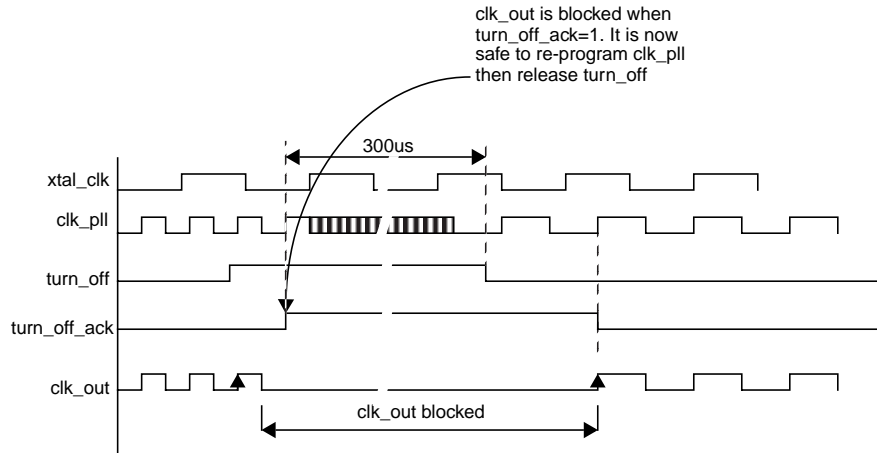 clk_out is blocked when
turn_off_ack=1. It is now
safe to re-program clk_pll
then release turn_off
300us
xtal_clk
clk_pll
turn_off
turn_off_ack
clk_out
clk_out blocked